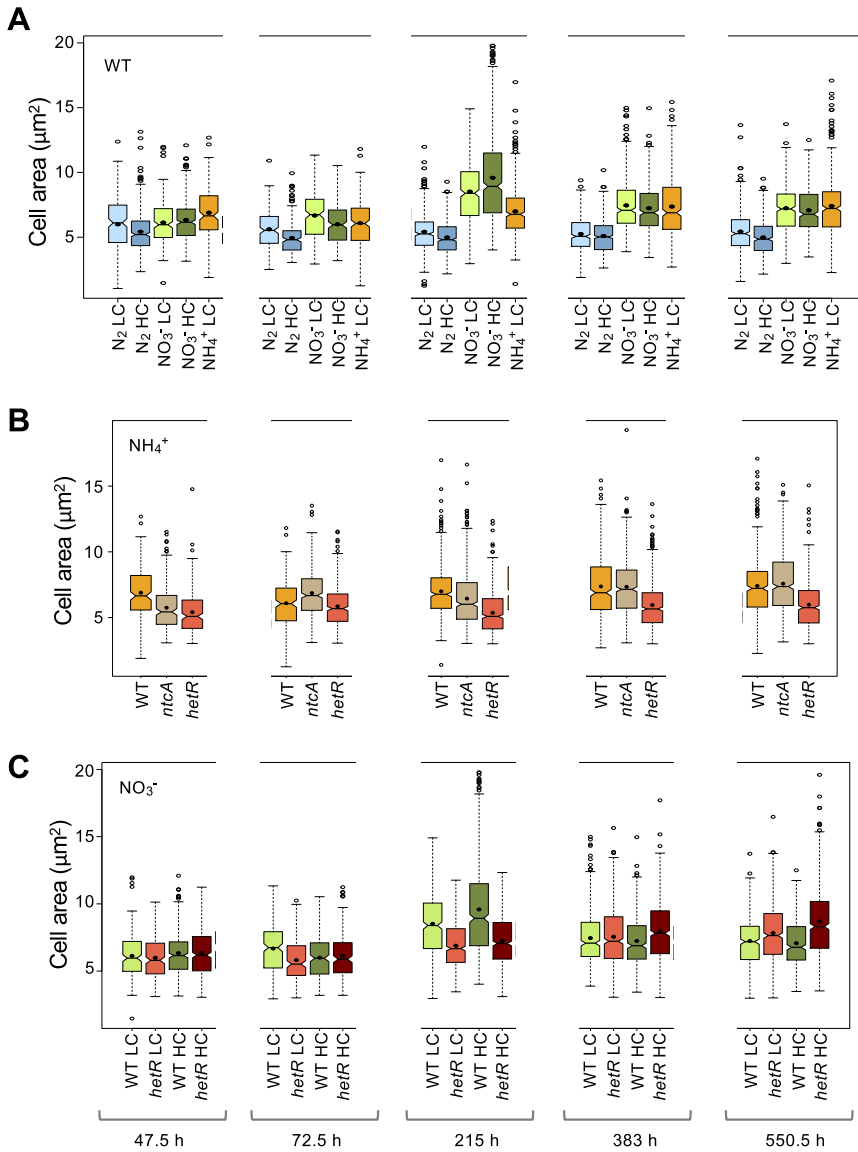 A
20
15
10
5
Cell area (μm²)
WT
N₂ LC
N₂ HC
NO₃⁻ LC
NO₃⁻ HC
NH₄⁺ LC
N₂ LC
N₂ HC
NO₃⁻ LC
NO₃⁻ HC
NH₄⁺ LC
N₂ LC
N₂ HC
NO₃⁻ LC
NO₃⁻ HC
NH₄⁺ LC
N₂ LC
N₂ HC
NO₃⁻ LC
NO₃⁻ HC
NH₄⁺ LC
N₂ LC
N₂ HC
NO₃⁻ LC
NO₃⁻ HC
NH₄⁺ LC
B
NH₄⁺
15
10
5
Cell area (μm²)
WT
ntcA
hetR
WT
ntcA
hetR
WT
ntcA
hetR
WT
ntcA
hetR
WT
ntcA
hetR
C
20
15
10
5
Cell area (μm²)
NO₃⁻
WT LC
hetR LC
WT HC
hetR HC
WT LC
hetR LC
WT HC
hetR HC
WT LC
hetR LC
WT HC
hetR HC
WT LC
hetR LC
WT HC
hetR HC
WT LC
hetR LC
WT HC
hetR HC
47.5 h
72.5 h
215 h
383 h
550.5 h